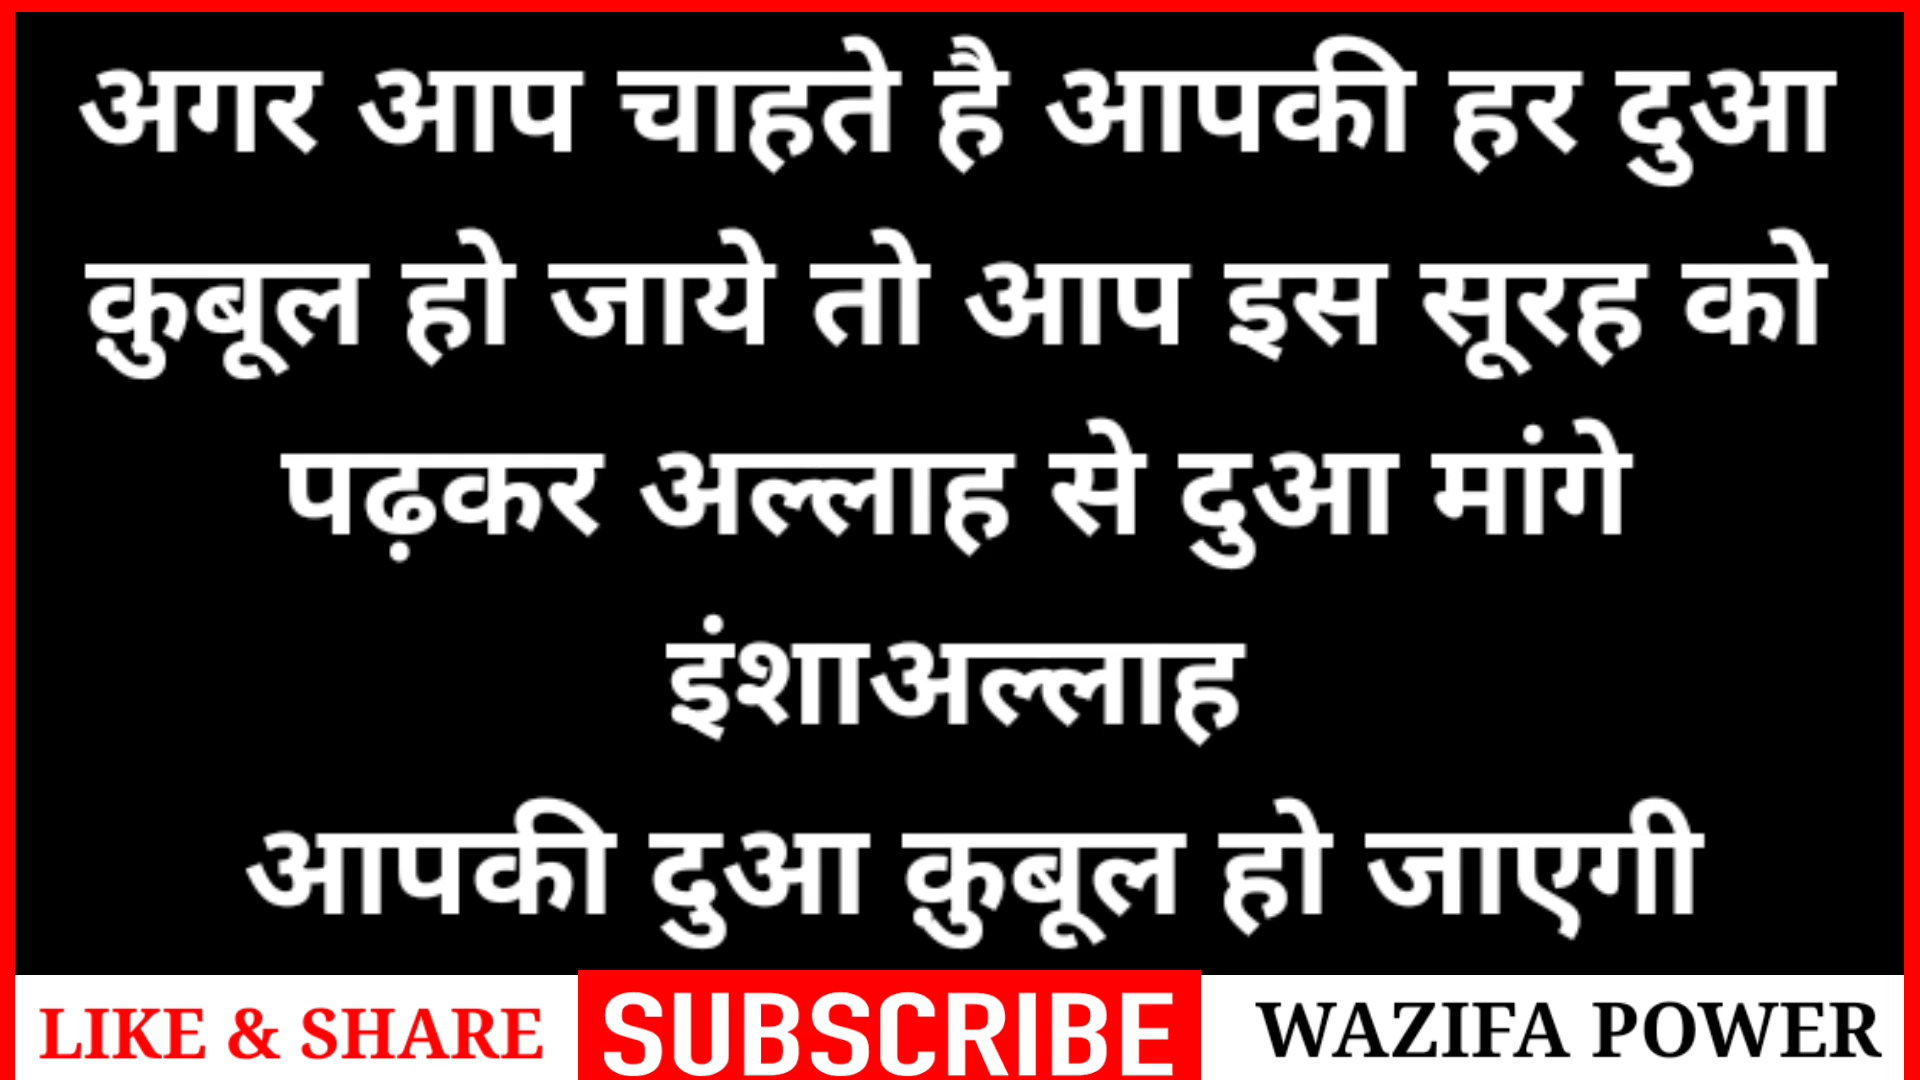 अगर आप चाहते है आपकी हर दुआ
क़ुबूल हो जाये तो आप इस सूरह को
पढ़कर अल्लाह से दुआ मांगे
इंशाअल्लाह
आपकी दुआ क़ुबूल हो जाएगी
LIKE & SHARE SUBSCRIBE WAZIFA POWER